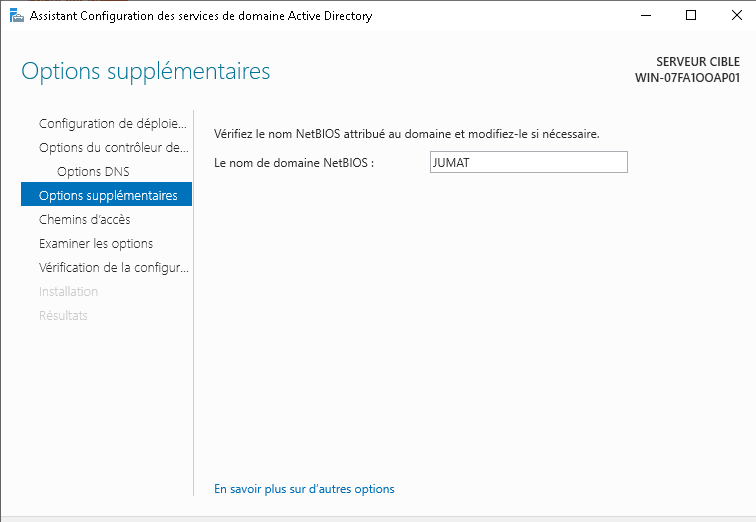 Assistant Configuration des services de domaine Active Directory
Options supplémentaires
SERVEUR CIBLE
WIN-07FA1OOAP01
Configuration de déploie...
Options du contrôleur de...
Options DNS
Options supplémentaires
Chemins d'accès
Examiner les options
Vérification de la configur...
Installation
Résultats
Vérifiez le nom NetBIOS attribué au domaine et modifiez-le si nécessaire.
Le nom de domaine NetBIOS :
JUMAT
En savoir plus sur d'autres options